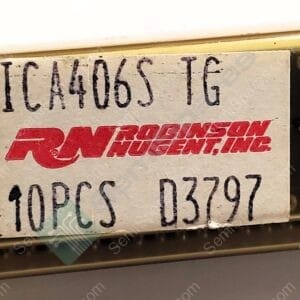 ICA406S TG
RN ROBINSON
NUGENT, INC.
10PCS D3797